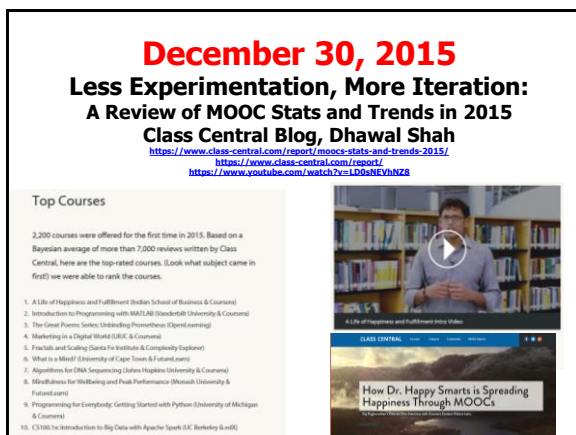 December 30, 2015
Less Experimentation, More Iteration:
A Review of MOOC Stats and Trends in 2015
Class Central Blog, Dhawal Shah
https://www.class-central.com/report/moocs-stats-and-trends-2015/
https://www.class-central.com/report/
https://www.youtube.com/watch?v=LD0sNEVhNZ8
Top Courses
2,200 courses were offered for the first time in 2015. Based on a
Bayesian average of more than 7,000 reviews written by Class
Central, here are the top-rated courses. (Look what subject came in
first!) we were able to rank the courses.
1. A Life of Happiness and Fulfillment (Indian School of Business & Coursera)
2. Introduction to Programming with MATLAB (Vanderbilt University & Coursera)
3. The Great Poems Series: Unbinding Prometheus (OpenLearning)
4. Marketing in a Digital World (UIUC & Coursera)
5. Fractals and Scaling (Santa Fe Institute & Complexity Explorer)
6. What is a Mind? (University of Cape Town & FutureLearn)
7. Algorithms for DNA Sequencing (Johns Hopkins University & Coursera)
8. Mindfulness for Wellbeing and Peak Performance (Monash University &
FutureLearn)
9. Programming for Everybody: Getting Started with Python (University of Michigan
& Coursera)
10. CS100.1x: Introduction to Big Data with Apache Spark (UC Berkeley & edX)
A Life of Happiness and Fulfillment Intro Video
CLASS CENTRAL
How Dr. Happy Smarts is Spreading
Happiness Through MOOCs